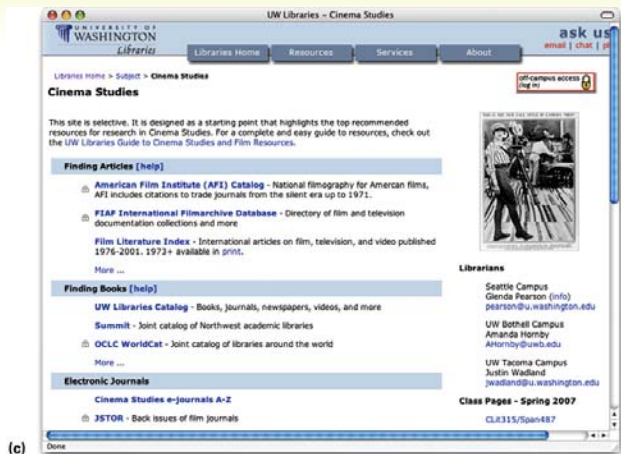 UW Libraries – Cinema Studies
UNIVERSITY OF
WASHINGTON
Libraries
Libraries Home
Resources
Services
About
ask us
email | chat |
Libraries Home > Subject > Cinema Studies
off-campus access
(log in)
Cinema Studies
This site is selective. It is designed as a starting point that highlights the top recommended
resources for research in Cinema Studies. For a complete and easy guide to resources, check out
the UW Libraries Guide to Cinema Studies and Film Resources.
Finding Articles [help]
American Film Institute (AFI) Catalog - National filmography for Amercan films,
AFI includes citations to trade journals from the silent era up to 1971.
FIAF International Filmarchive Database - Directory of film and television
documentation collections and more
Film Literature Index - International articles on film, television, and video published
1976-2001. 1973+ available in print.
More ...
Finding Books [help]
UW Libraries Catalog - Books, journals, newspapers, videos, and more
Summit - Joint catalog of Northwest academic libraries
OCLC WorldCat - Joint catalog of libraries around the world
More ...
Electronic Journals
Cinema Studies e-journals A-Z
JSTOR - Back issues of film journals
Librarians
Seattle Campus
Glenda Pearson (info)
pearson@u.washington.edu
UW Bothell Campus
Amanda Hornby
AHornby@uwb.edu
UW Tacoma Campus
Justin Wadland
jwadland@u.washington.edu
Class Pages - Spring 2007
CLit315/Span487
Done
(c)